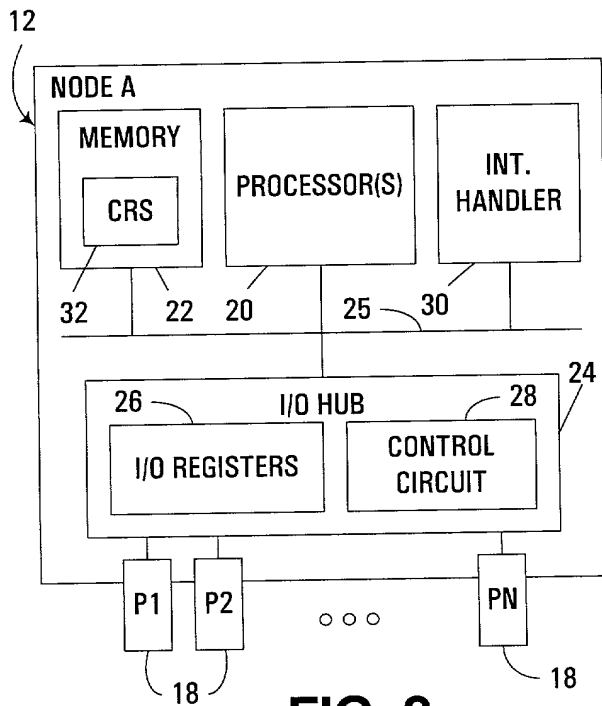 12
NODE A
MEMORY
CRS
PROCESSOR(S)
INT.
HANDLER
32
22
20
25
30
24
I/O HUB
26
28
I/O REGISTERS
CONTROL
CIRCUIT
P1
P2
PN
18
18